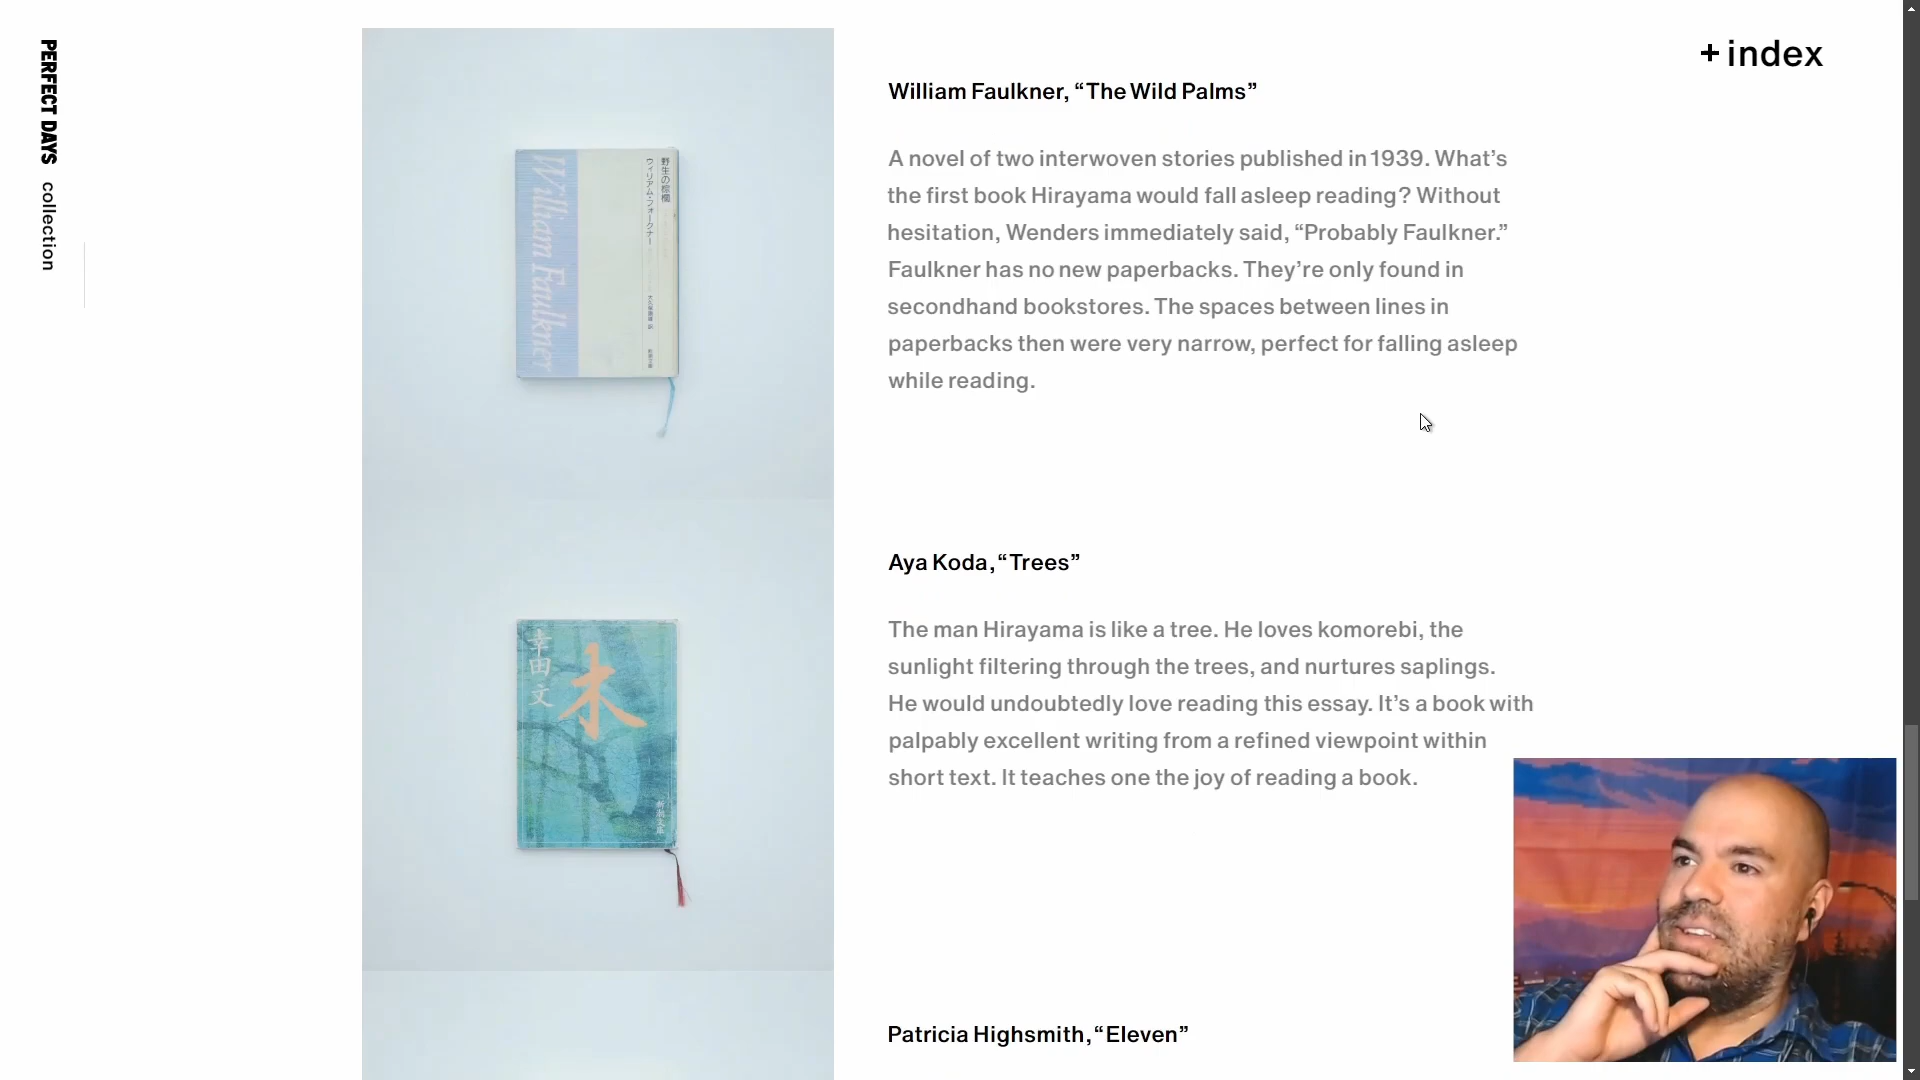 PERFECT DAYS collection
+ index
William Faulkner
野生の棕櫚
ウィリアム・フォークナー
William Faulkner, “The Wild Palms”
A novel of two interwoven stories published in 1939. What’s
the first book Hirayama would fall asleep reading? Without
hesitation, Wenders immediately said, “Probably Faulkner.”
Faulkner has no new paperbacks. They’re only found in
secondhand bookstores. The spaces between lines in
paperbacks then were very narrow, perfect for falling asleep
while reading.
幸田文
木
新潮文庫
Aya Koda, “Trees”
The man Hirayama is like a tree. He loves komorebi, the
sunlight filtering through the trees, and nurtures saplings.
He would undoubtedly love reading this essay. It’s a book with
palpably excellent writing from a refined viewpoint within
short text. It teaches one the joy of reading a book.
Patricia Highsmith, “Eleven”